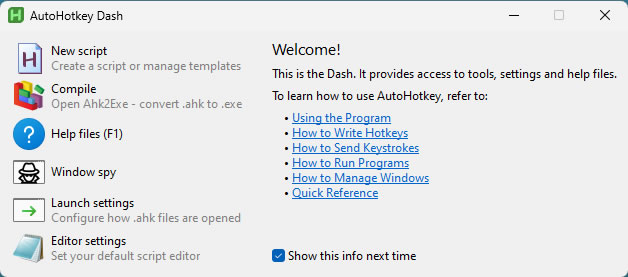 AutoHotkey Dash
New script
Create a script or manage templates
Compile
Open Ahk2Exe - convert .ahk to .exe
Help files (F1)
Window spy
Launch settings
Configure how .ahk files are opened
Editor settings
Set your default script editor
Welcome!
This is the Dash. It provides access to tools, settings and help files.
To learn how to use AutoHotkey, refer to:
• Using the Program
• How to Write Hotkeys
• How to Send Keystrokes
• How to Run Programs
• How to Manage Windows
• Quick Reference
Show this info next time